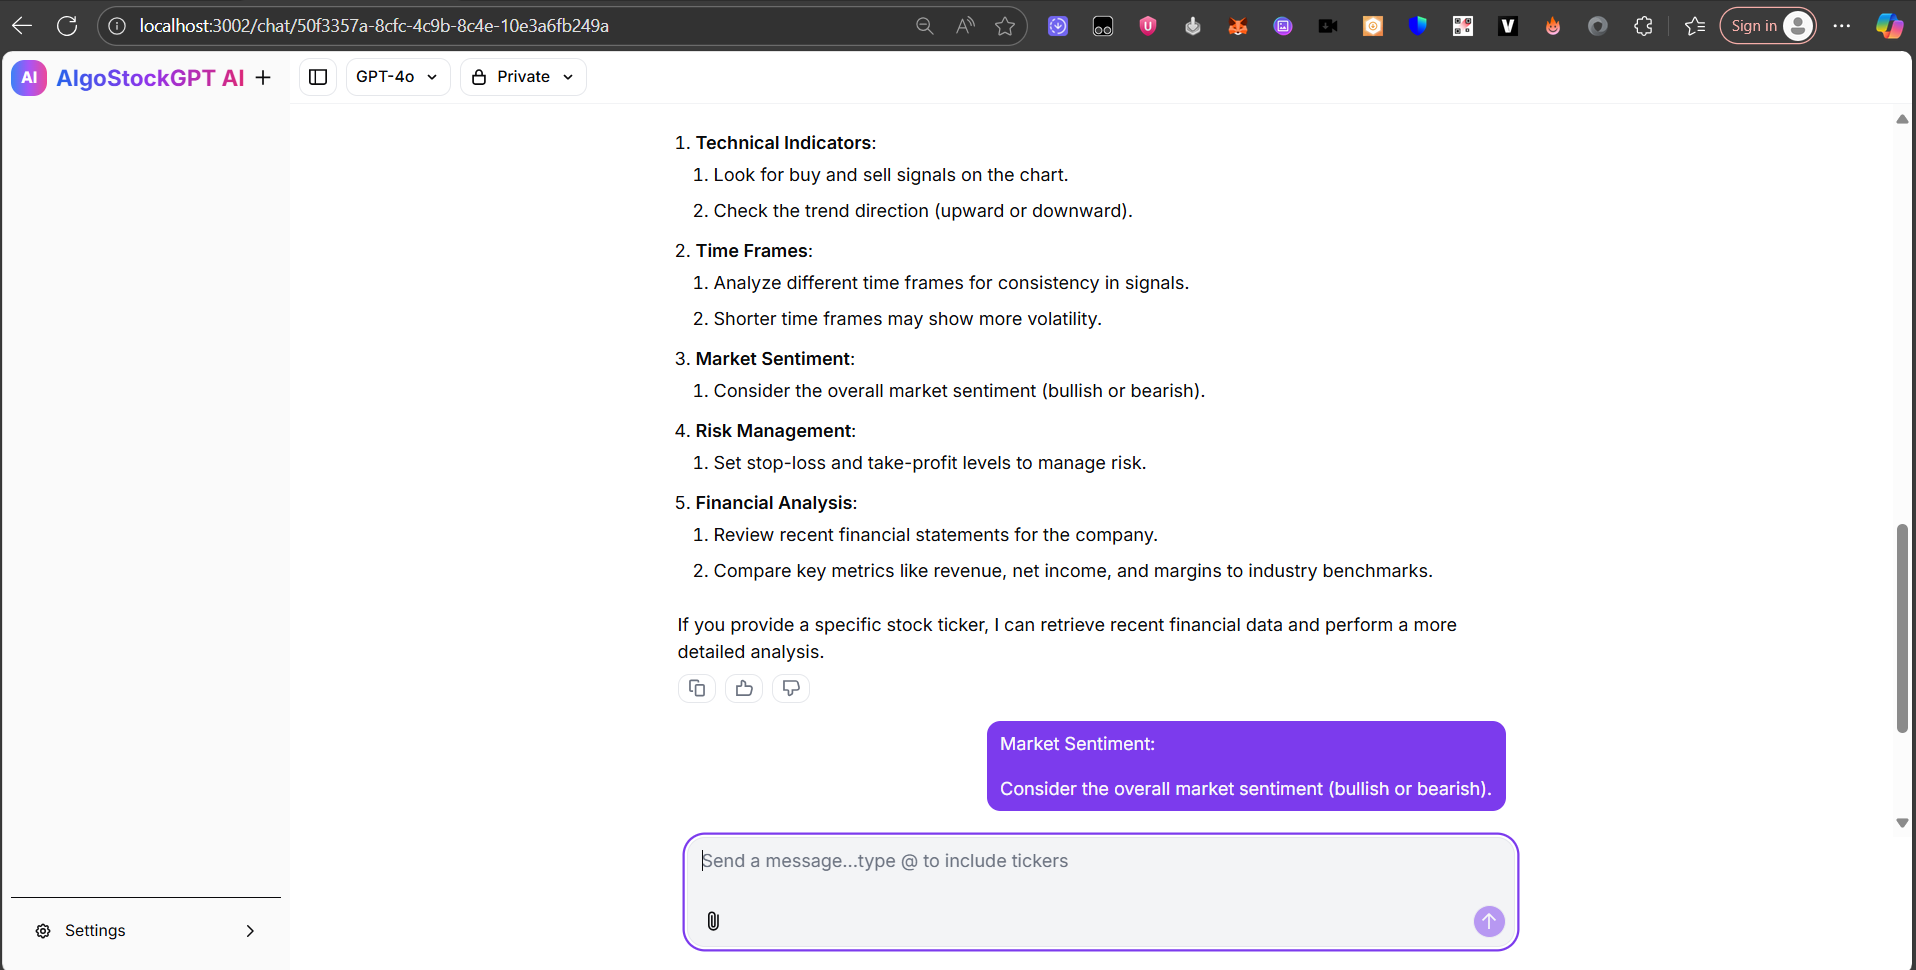 localhost:3002/chat/50f3357a-8cfc-4c9b-8c4e-10e3a6fb249a
Sign in
AI AlgoStockGPT AI
GPT-4o
Private
1. Technical Indicators:
1. Look for buy and sell signals on the chart.
2. Check the trend direction (upward or downward).
2. Time Frames:
1. Analyze different time frames for consistency in signals.
2. Shorter time frames may show more volatility.
3. Market Sentiment:
1. Consider the overall market sentiment (bullish or bearish).
4. Risk Management:
1. Set stop-loss and take-profit levels to manage risk.
5. Financial Analysis:
1. Review recent financial statements for the company.
2. Compare key metrics like revenue, net income, and margins to industry benchmarks.
If you provide a specific stock ticker, I can retrieve recent financial data and perform a more
detailed analysis.
Market Sentiment:
Consider the overall market sentiment (bullish or bearish).
Send a message...type @ to include tickers
Settings